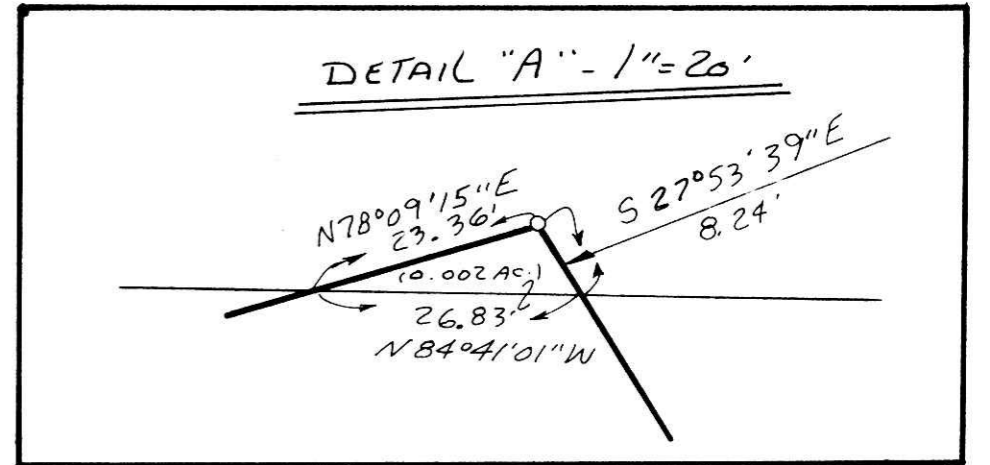 DETAIL "A" - 1"=20'
N78°09'15"E
23.36'
S 27°53'39"E
8.24'
(0.002 AC.)
26.83'
N84°41'01"W